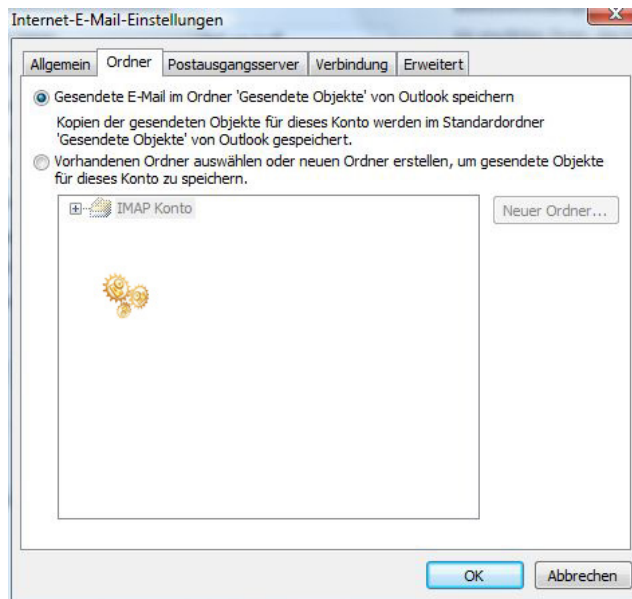 Internet-E-Mail-Einstellungen
Allgemein Ordner Postausgangsserver Verbindung Erweitert
Gesendete E-Mail im Ordner 'Gesendete Objekte' von Outlook speichern
Kopien der gesendeten Objekte für dieses Konto werden im Standardordner
'Gesendete Objekte' von Outlook gespeichert.
Vorhandenen Ordner auswählen oder neuen Ordner erstellen, um gesendete Objekte
für dieses Konto zu speichern.
IMAP Konto
Neuer Ordner...
OK Abbrechen